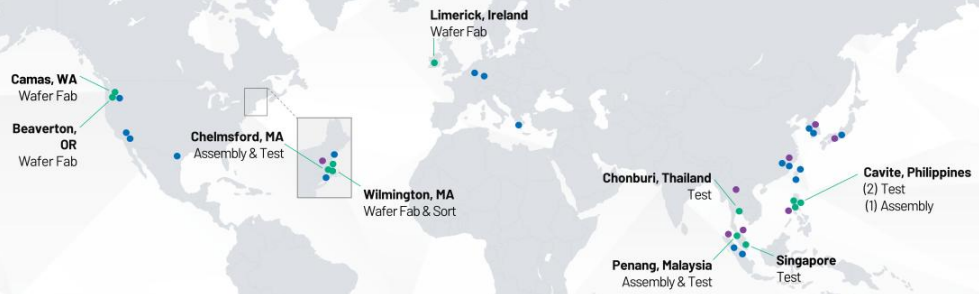 Limerick, Ireland
Wafer Fab
Camas, WA
Wafer Fab
Beaverton,
OR
Wafer Fab
Chelmsford, MA
Assembly & Test
Wilmington, MA
Wafer Fab & Sort
Chonburi, Thailand
Test
Cavite, Philippines
(2) Test
(1) Assembly
Penang, Malaysia
Assembly & Test
Singapore
Test